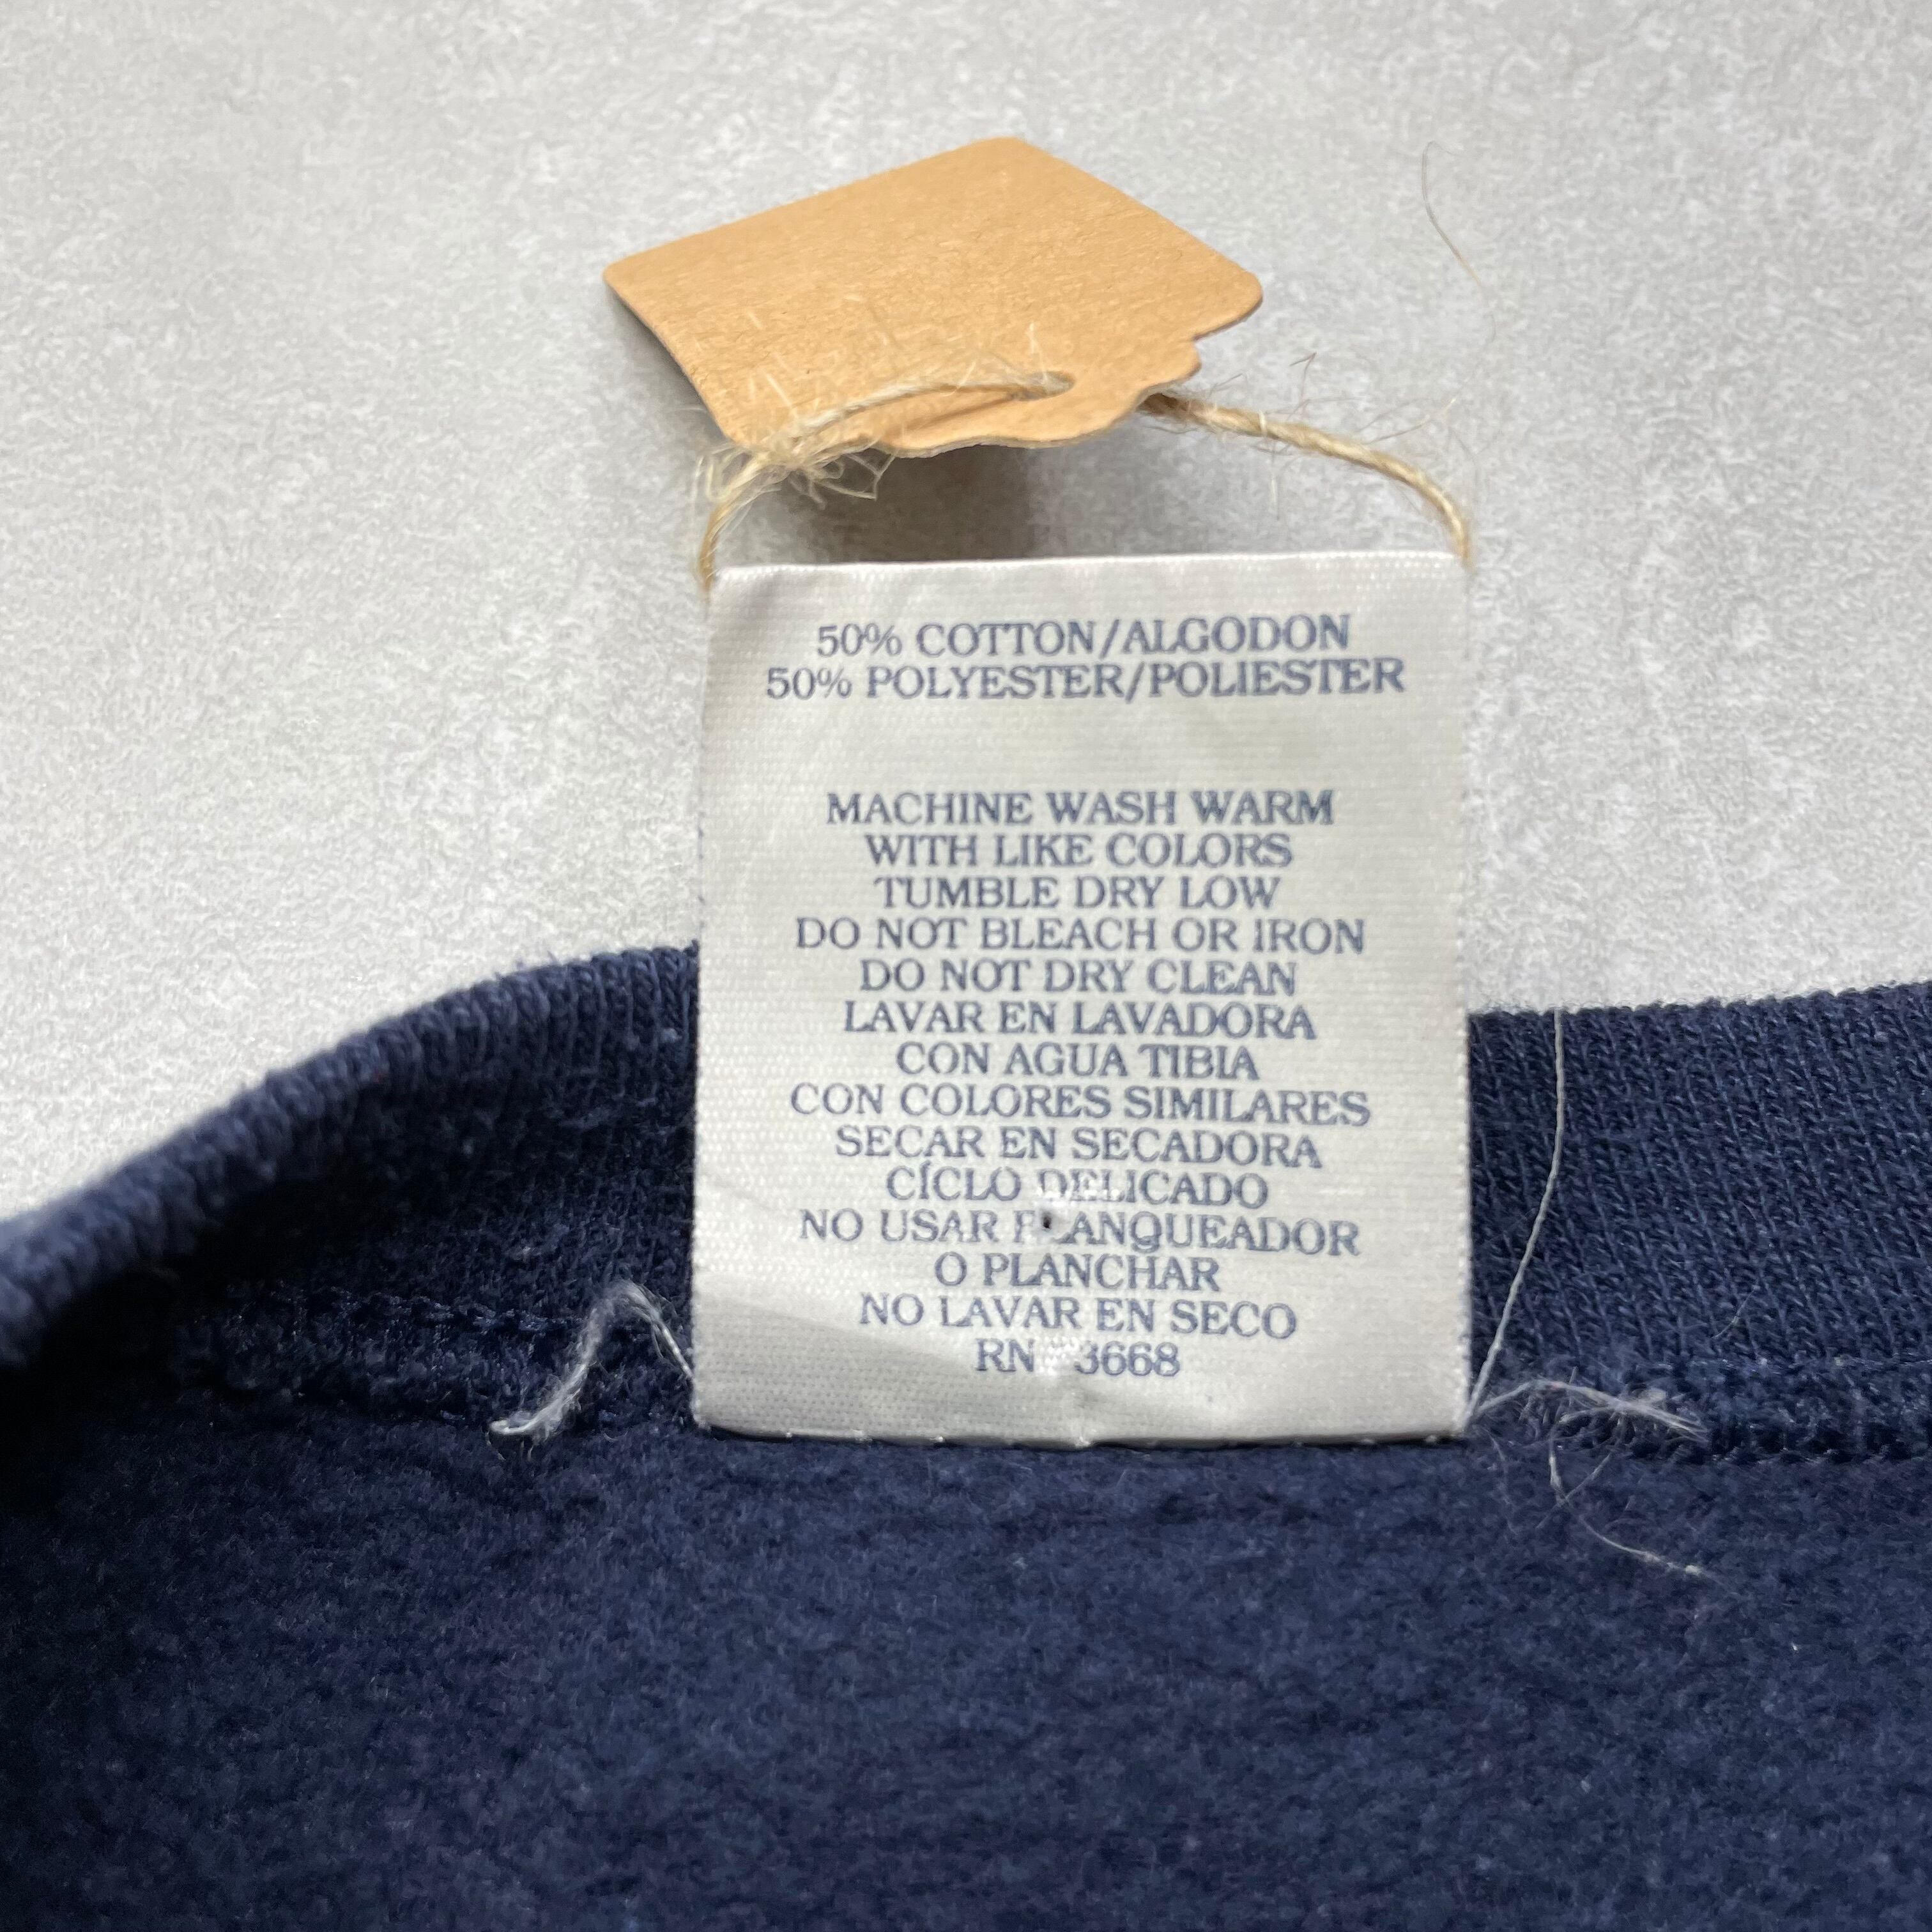 50% COTTON/ALGODON
50% POLYESTER/POLIESTER
MACHINE WASH WARM
WITH LIKE COLORS
TUMBLE DRY LOW
DO NOT BLEACH OR IRON
DO NOT DRY CLEAN
LAVAR EN LAVADORA
CON AGUA TIBIA
CON COLORES SIMILARES
SECAR EN SECADORA
CÍCLO DELICADO
NO USAR BLANQUEADOR
O PLANCHAR
NO LAVAR EN SECO
RN